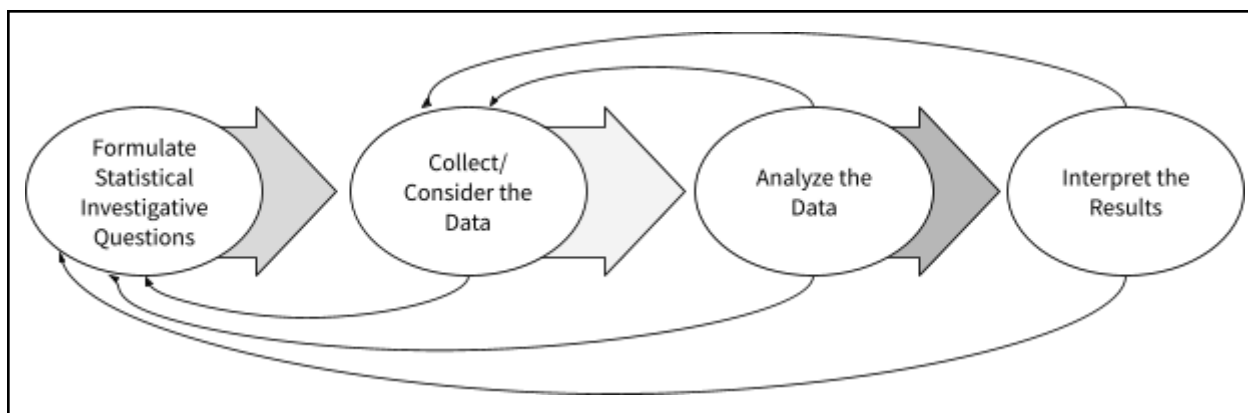 Formulate
Statistical
Investigative
Questions
Collect/
Consider the
Data
Analyze the
Data
Interpret the
Results